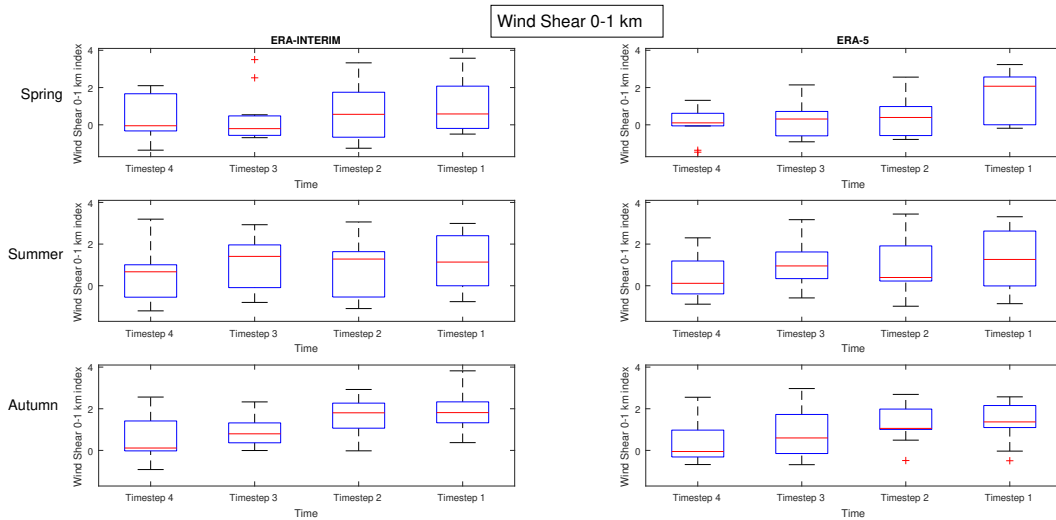 Wind Shear 0-1 km
ERA-INTERIM
ERA-5
Spring
Wind Shear 0-1 km index
4
2
0
Timestep 4 Timestep 3 Timestep 2 Timestep 1
Time
Wind Shear 0-1 km index
4
2
0
Timestep 4 Timestep 3 Timestep 2 Timestep 1
Time
Summer
Wind Shear 0-1 km index
4
2
0
Timestep 4 Timestep 3 Timestep 2 Timestep 1
Time
Wind Shear 0-1 km index
4
2
0
Timestep 4 Timestep 3 Timestep 2 Timestep 1
Time
Autumn
Wind Shear 0-1 km index
4
2
0
Timestep 4 Timestep 3 Timestep 2 Timestep 1
Time
Wind Shear 0-1 km index
4
2
0
Timestep 4 Timestep 3 Timestep 2 Timestep 1
Time